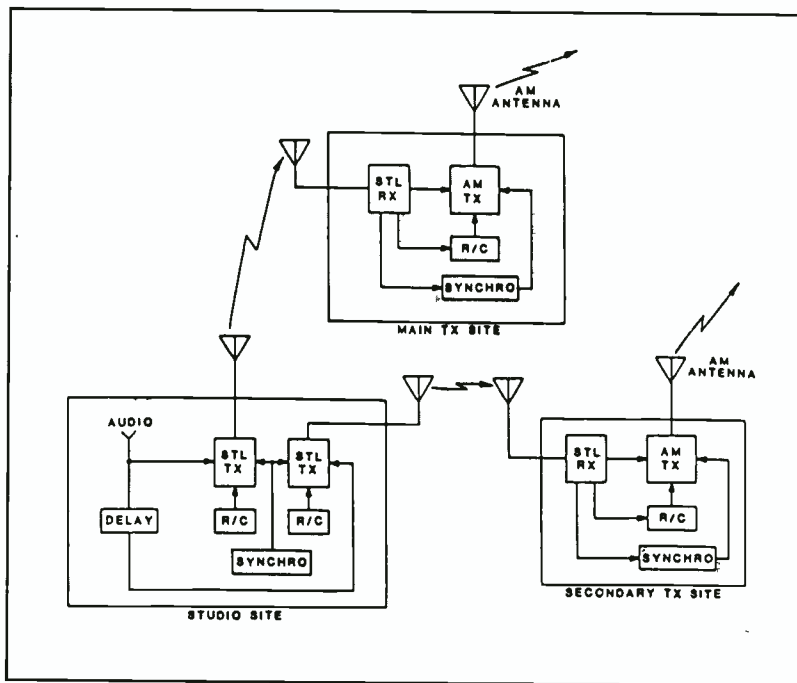 AM
ANTENNA
STL
RX
AM
TX
R/C
SYNCHRO
MAIN TX SITE
AM
ANTENNA
AUDIO
STL
TX
STL
TX
DELAY
R/C
R/C
SYNCHRO
STUDIO SITE
STL
RX
AM
TX
R/C
SYNCHRO
SECONDARY TX SITE